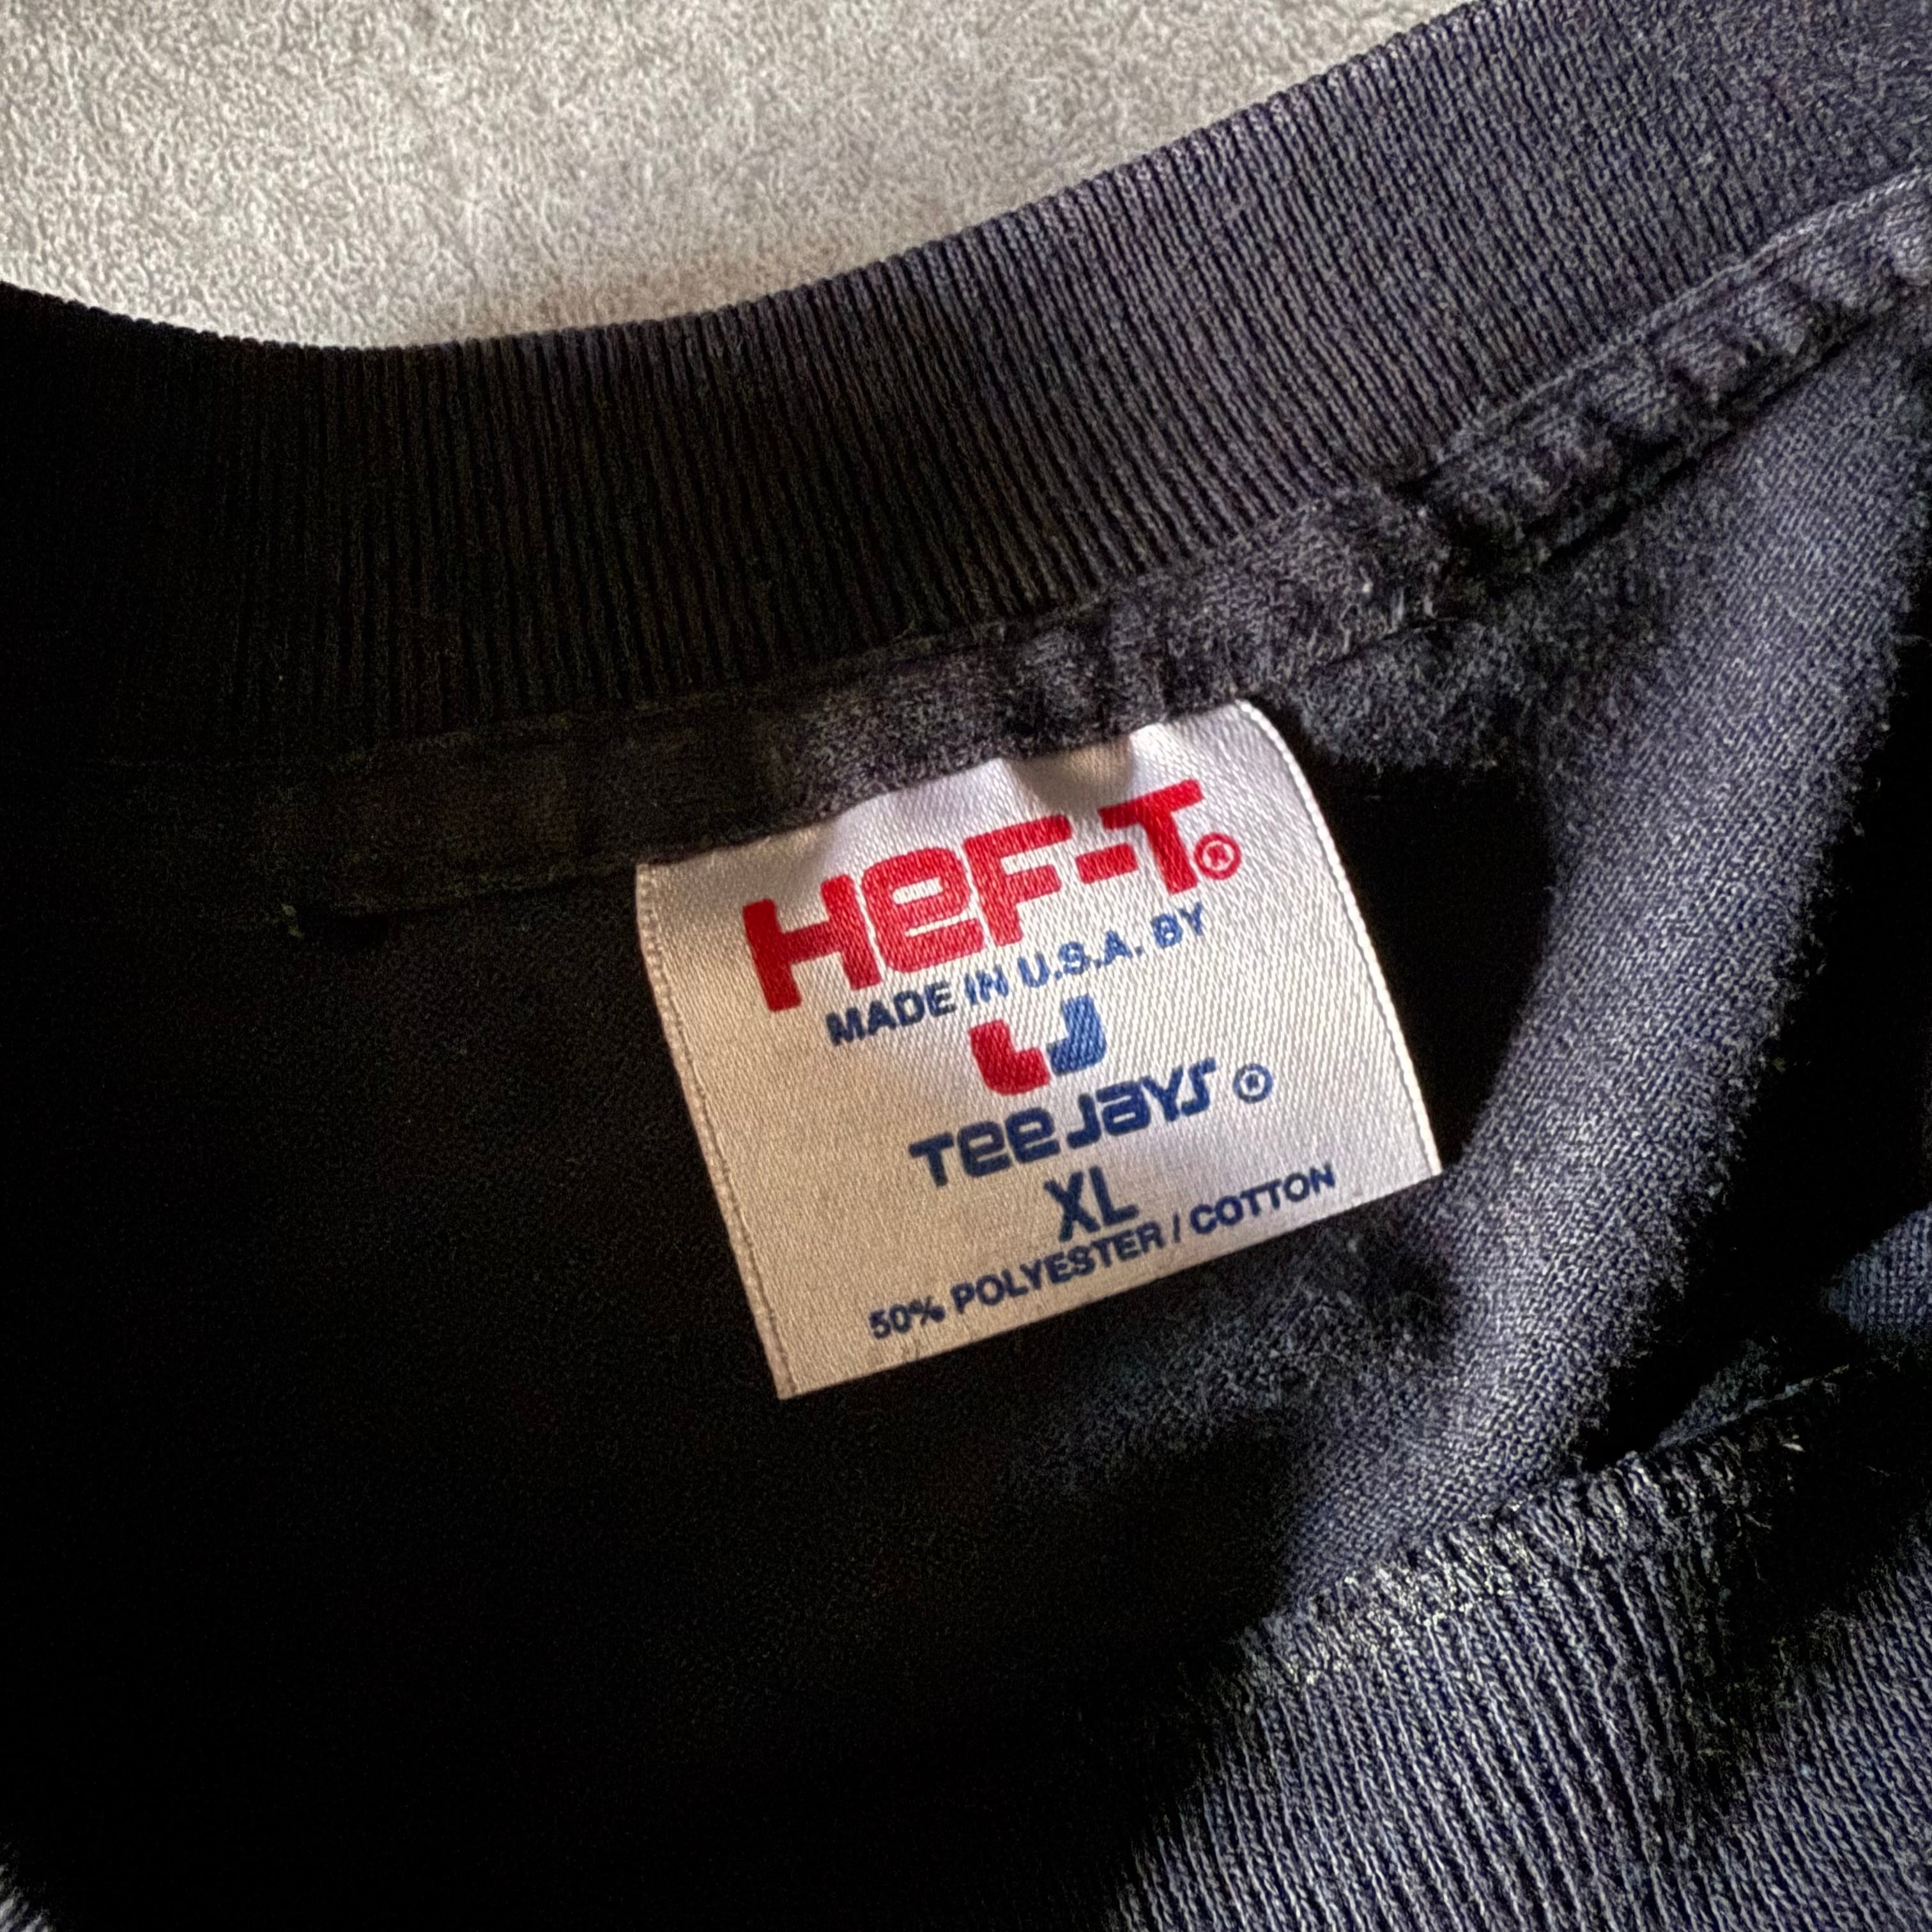 HeF-T®
MADE IN U.S.A. BY
TeeJays®
XL
50% POLYESTER / COTTON